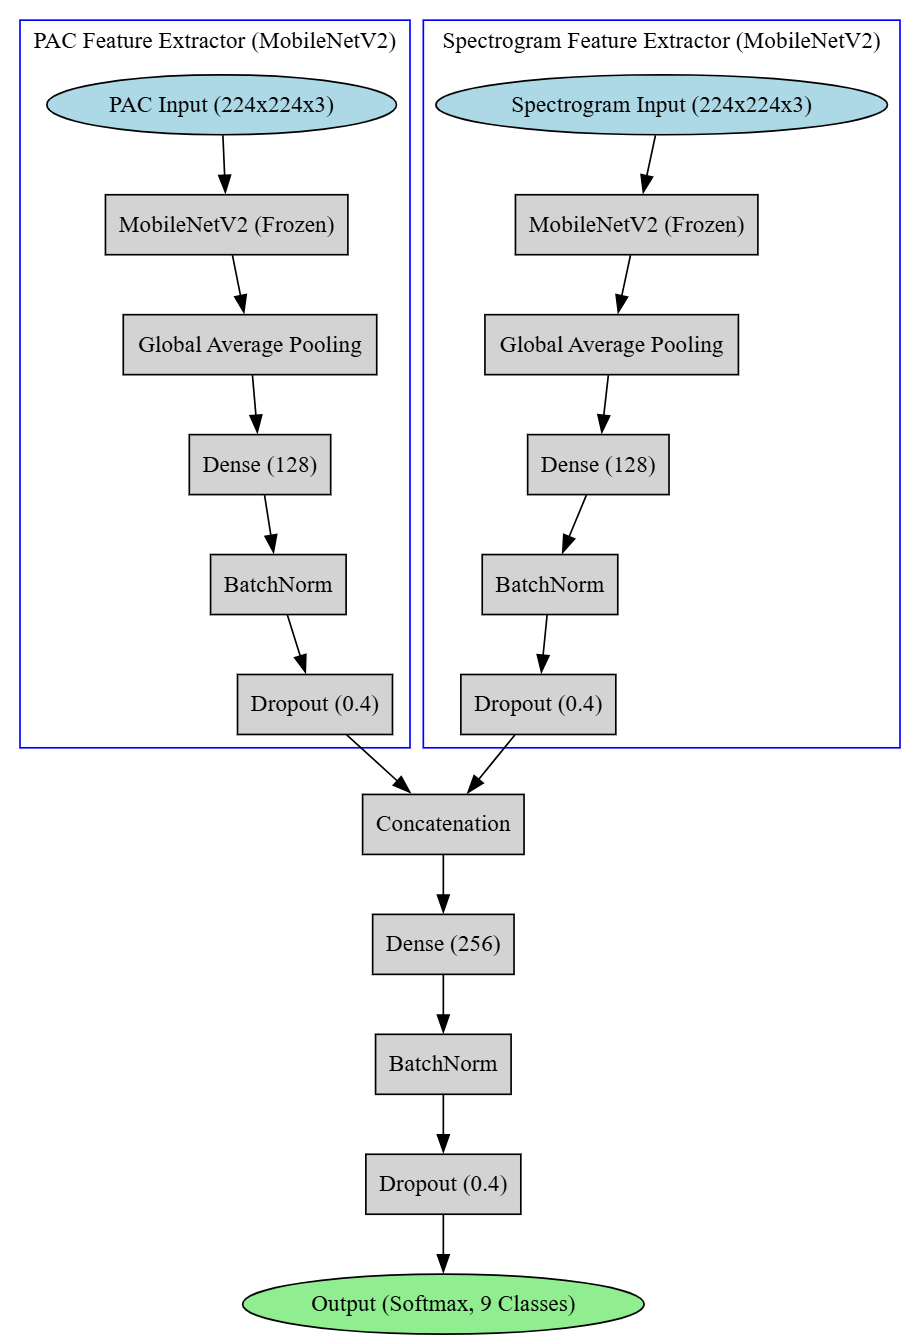 PAC Feature Extractor (MobileNetV2)
PAC Input (224x224x3)
MobileNetV2 (Frozen)
Global Average Pooling
Dense (128)
BatchNorm
Dropout (0.4)
Spectrogram Feature Extractor (MobileNetV2)
Spectrogram Input (224x224x3)
MobileNetV2 (Frozen)
Global Average Pooling
Dense (128)
BatchNorm
Dropout (0.4)
Concatenation
Dense (256)
BatchNorm
Dropout (0.4)
Output (Softmax, 9 Classes)